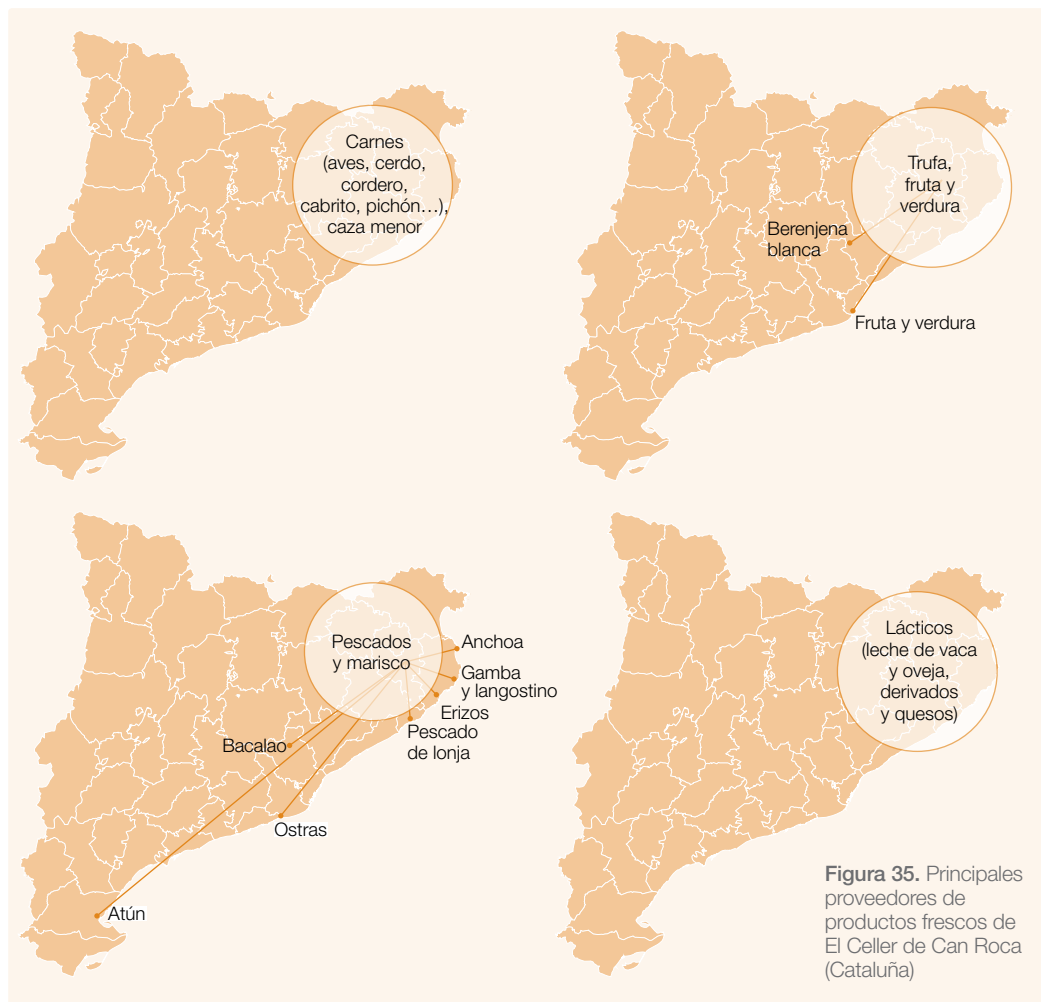 Carnes
(aves, cerdo,
cordero,
cabrito, pichón…),
caza menor
Trufa,
fruta y
verdura
Berenjena
blanca
Fruta y verdura
Pescados
y marisco
Anchoa
Gamba
y langostino
Erizos
Pescado
de lonja
Bacalao
Ostras
Atún
Lácticos
(leche de vaca
y oveja,
derivados
y quesos)
Figura 35. Principales
proveedores de
productos frescos de
El Celler de Can Roca
(Cataluña)